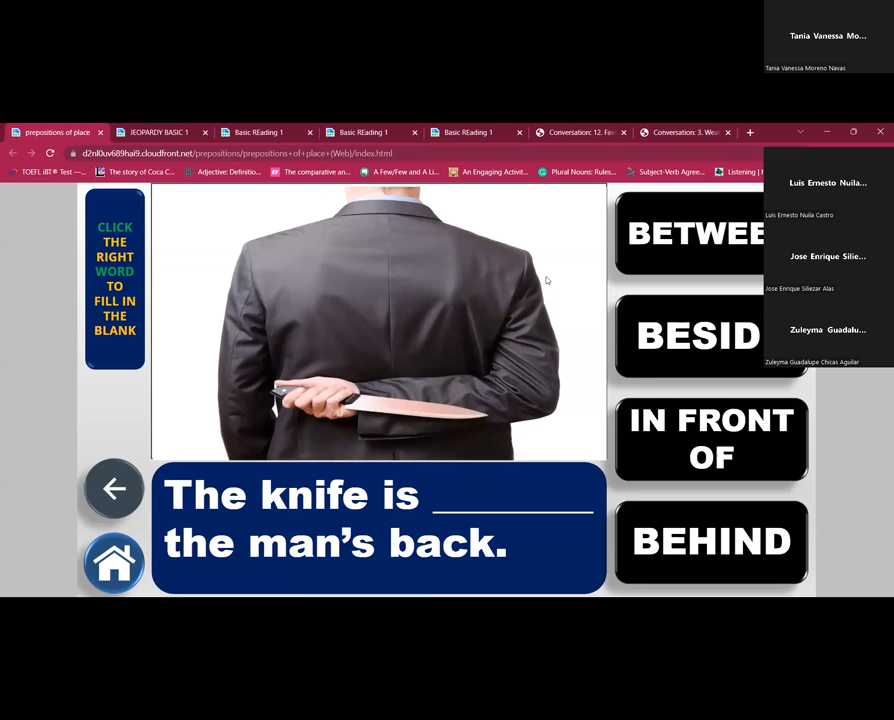 Tania Vanessa Mo...
Tania Vanessa Moreno Navas
prepositions of place
JEOPARDY BASIC 1
Basic REading 1
Basic REading 1
Basic REading 1
Conversation: 12. Fav
Conversation: 3. Wea
d2nl0uv689hai9.cloudfront.net/prepositions/prepositions+of+place+(Web)/index.html
TOEFL iBT® Test —...
The story of Coca C...
Adjective: Definitio...
The comparative an...
A Few/Few and A Li...
An Engaging Activit...
Plural Nouns: Rules...
Subject-Verb Agree...
Listening
Luis Ernesto Nuila...
Luis Ernesto Nuila Castro
Jose Enrique Silie...
Jose Enrique Siliezar Alas
Zuleyma Guadalu...
Zuleyma Guadalupe Chicas Aguilar
CLICK
THE
RIGHT
WORD
TO
FILL IN
THE
BLANK
BETWEE
BESID
IN FRONT
OF
BEHIND
The knife is ____________
the man’s back.